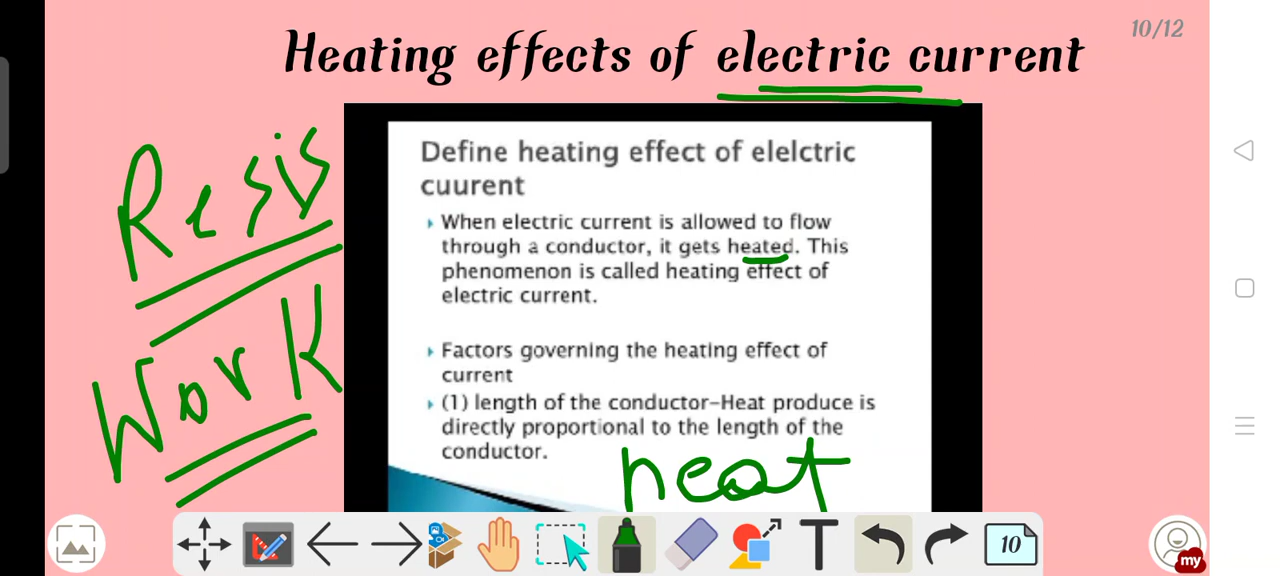 10/12
Heating effects of electric current
Define heating effect of elelctric
cuurent
When electric current is allowed to flow
through a conductor, it gets heated. This
phenomenon is called heating effect of
electric current.
Factors governing the heating effect of
current
(1) length of the conductor-Heat produce is
directly proportional to the length of the
conductor.
Resis
Work
heat
T
10
my